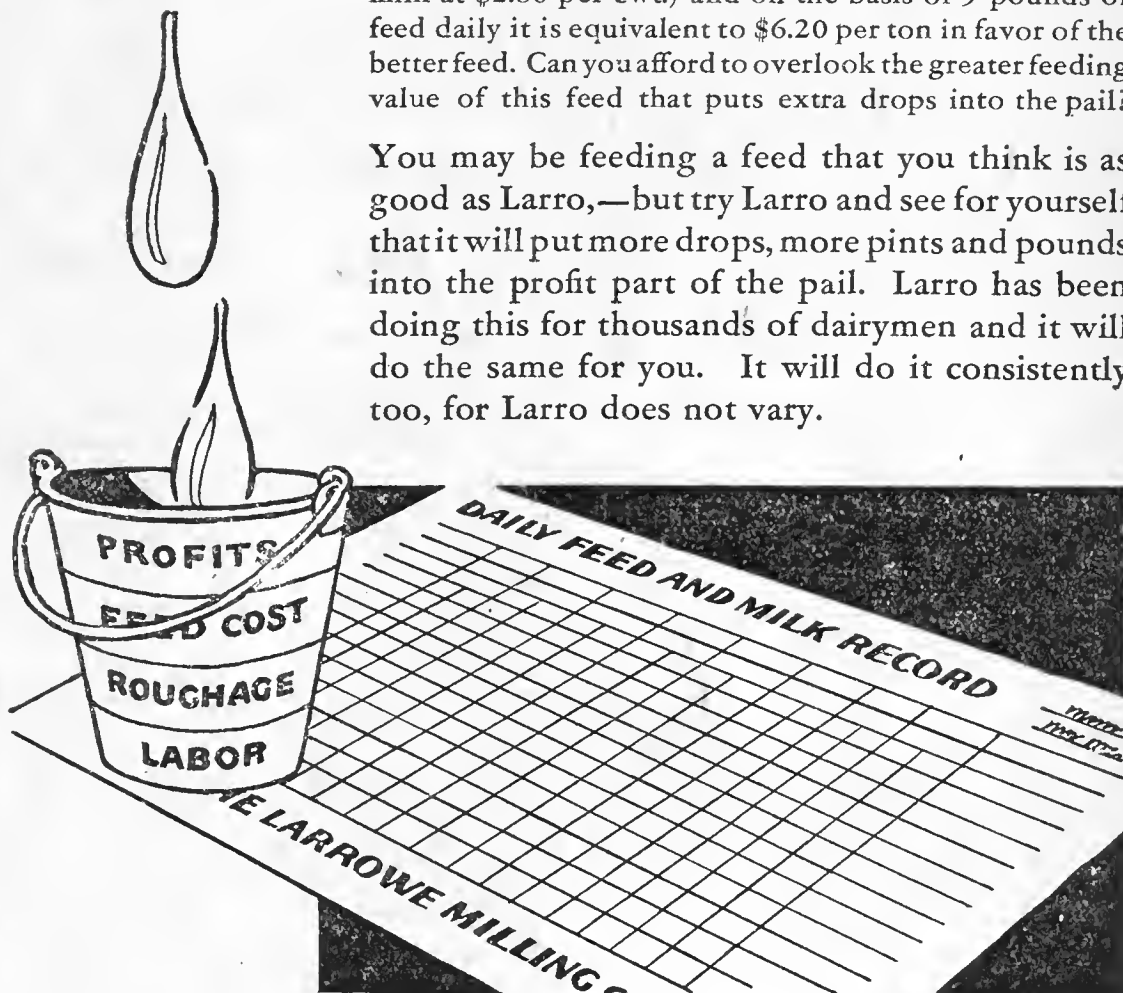 feed daily it is equivalent to $6.20 per ton in favor of the
better feed. Can you afford to overlook the greater feeding
value of this feed that puts extra drops into the pail?
You may be feeding a feed that you think is as
good as Larro,—but try Larro and see for yourself
that it will put more drops, more pints and pounds
into the profit part of the pail. Larro has been
doing this for thousands of dairymen and it will
do the same for you. It will do it consistently
too, for Larro does not vary.
PROFITS
FEED COST
ROUGHAGE
LABOR
DAILY FEED AND MILK RECORD
LARROWE MILLING